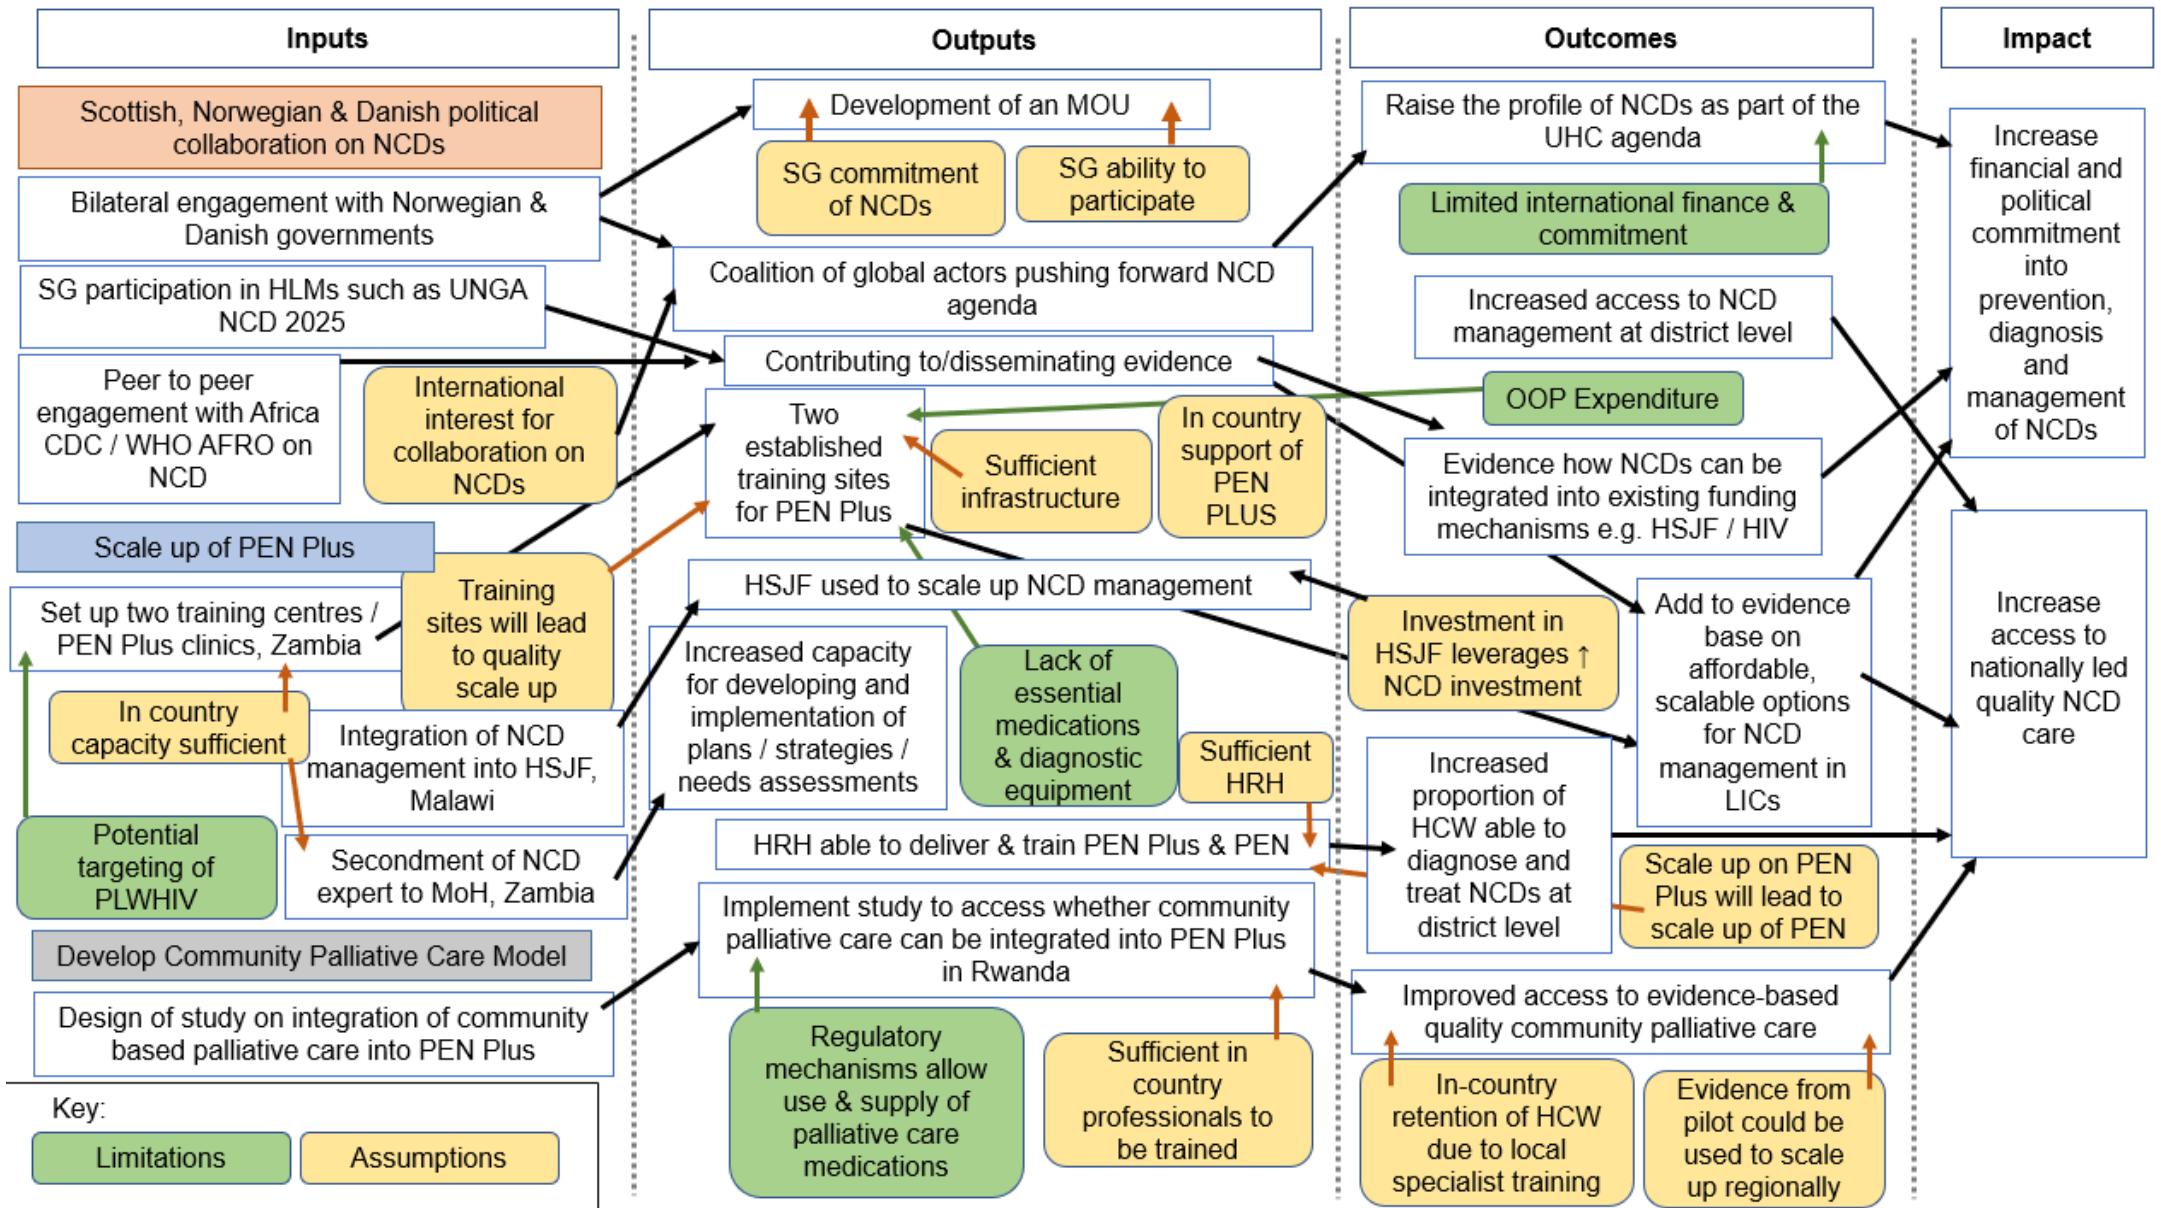 Inputs
Outputs
Outcomes
Impact
Scottish, Norwegian & Danish political
collaboration on NCDs
Bilateral engagement with Norwegian &
Danish governments
SG participation in HLMs such as UNGA
NCD 2025
Peer to peer
engagement with Africa
CDC / WHO AFRO on
NCD
International
interest for
collaboration on
NCDs
Scale up of PEN Plus
Set up two training centres /
PEN Plus clinics, Zambia
Training
sites will lead
to quality
scale up
In country
capacity sufficient
Integration of NCD
management into HSJF,
Malawi
Potential
targeting of
PLWHIV
Secondment of NCD
expert to MoH, Zambia
Develop Community Palliative Care Model
Design of study on integration of community
based palliative care into PEN Plus
Key:
Limitations
Assumptions
Development of an MOU
SG commitment
of NCDs
SG ability to
participate
Coalition of global actors pushing forward NCD
agenda
Contributing to/disseminating evidence
Two
established
training sites
for PEN Plus
Sufficient
infrastructure
In country
support of
PEN
PLUS
HSJF used to scale up NCD management
Increased capacity
for developing and
implementation of
plans / strategies /
needs assessments
Lack of
essential
medications
& diagnostic
equipment
Sufficient
HRH
HRH able to deliver & train PEN Plus & PEN
Implement study to access whether community
palliative care can be integrated into PEN Plus
in Rwanda
Regulatory
mechanisms allow
use & supply of
palliative care
medications
Sufficient in
country
professionals to
be trained
Raise the profile of NCDs as part of the
UHC agenda
Limited international finance &
commitment
Increased access to NCD
management at district level
OOP Expenditure
Evidence how NCDs can be
integrated into existing funding
mechanisms e.g. HSJF / HIV
Investment in
HSJF leverages ↑
NCD investment
Add to evidence
base on
affordable,
scalable options
for NCD
management in
LICs
Increased
proportion of
HCW able to
diagnose and
treat NCDs at
district level
Scale up on PEN
Plus will lead to
scale up of PEN
Improved access to evidence-based
quality community palliative care
In-country
retention of HCW
due to local
specialist training
Evidence from
pilot could be
used to scale
up regionally
Increase
financial and
political
commitment
into
prevention,
diagnosis
and
management
of NCDs
Increase
access to
nationally led
quality NCD
care